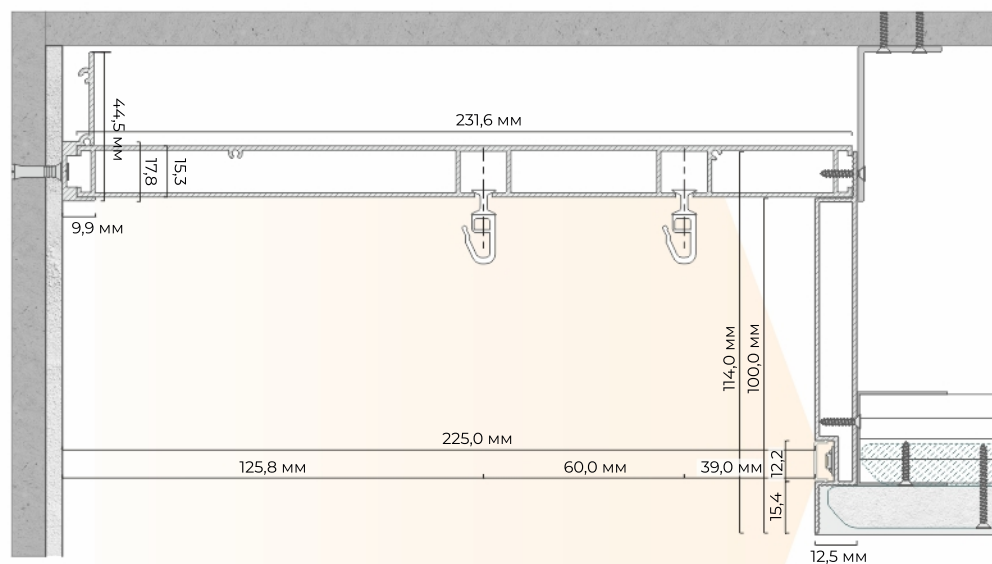 231,6 мм
44,5 мм
17,8
15,3
9,9 мм
114,0 мм
100,0 мм
225,0 мм
125,8 мм
60,0 мм
39,0 мм
12,2
15,4
12,5 мм